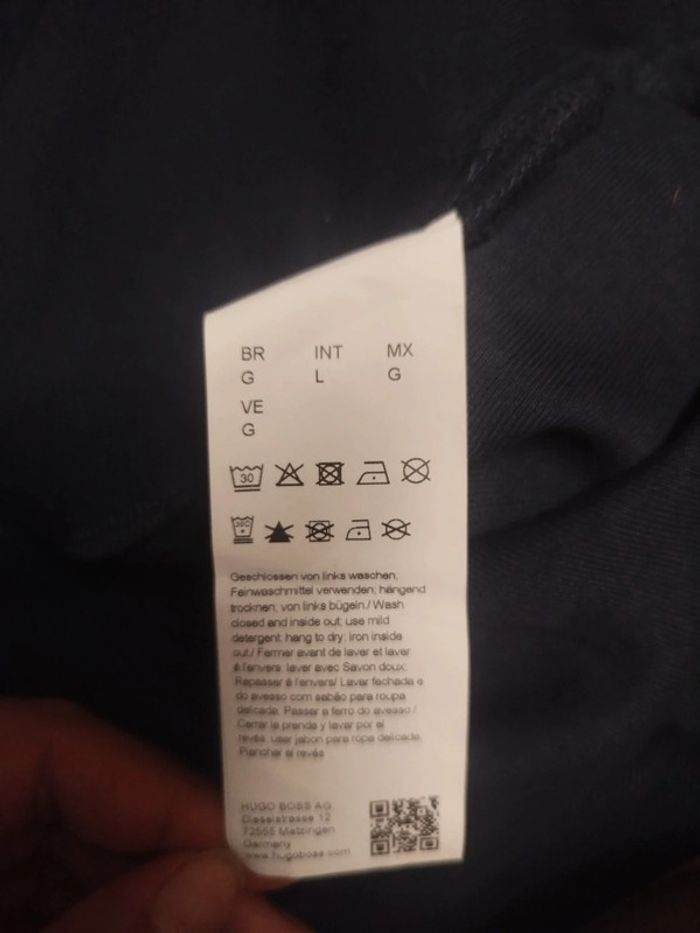 BR INT MX
G L G
VE
G
30
30C
Geschlossen von links waschen;
Feinwaschmittel verwenden; hängend
trocknen; von links bügeln./ Wash
closed and inside out; use mild
detergent; hang to dry; iron inside
out./ Fermer avant de laver et laver
à l'envers; laver avec Savon doux;
Repasser à l'envers/ Lavar fechada e
do avesso com sabão para roupa
delicada. Passar a ferro do avesso /
Cerrar la prenda y lavar por el
revés, usar jabon para ropa delicada,
Planchar al revés
HUGO BOSS AG
Dieselstrasse 12
72555 Metzingen
Germany
www.hugoboss.com